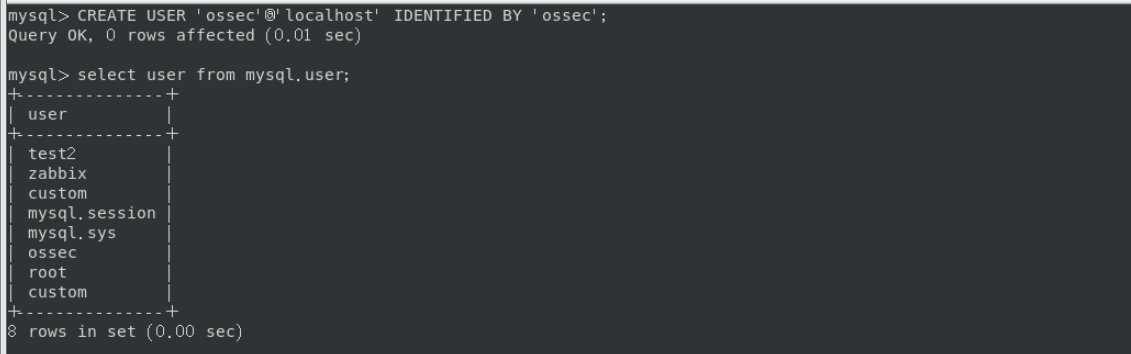 mysql> CREATE USER 'ossec'@'localhost' IDENTIFIED BY 'ossec';
Query OK, 0 rows affected (0.01 sec)
mysql> select user from mysql.user;
+---------------+
| user          |
+---------------+
| test2         |
| zabbix        |
| custom        |
| mysql.session |
| mysql.sys     |
| ossec         |
| root          |
| custom        |
+---------------+
8 rows in set (0.00 sec)